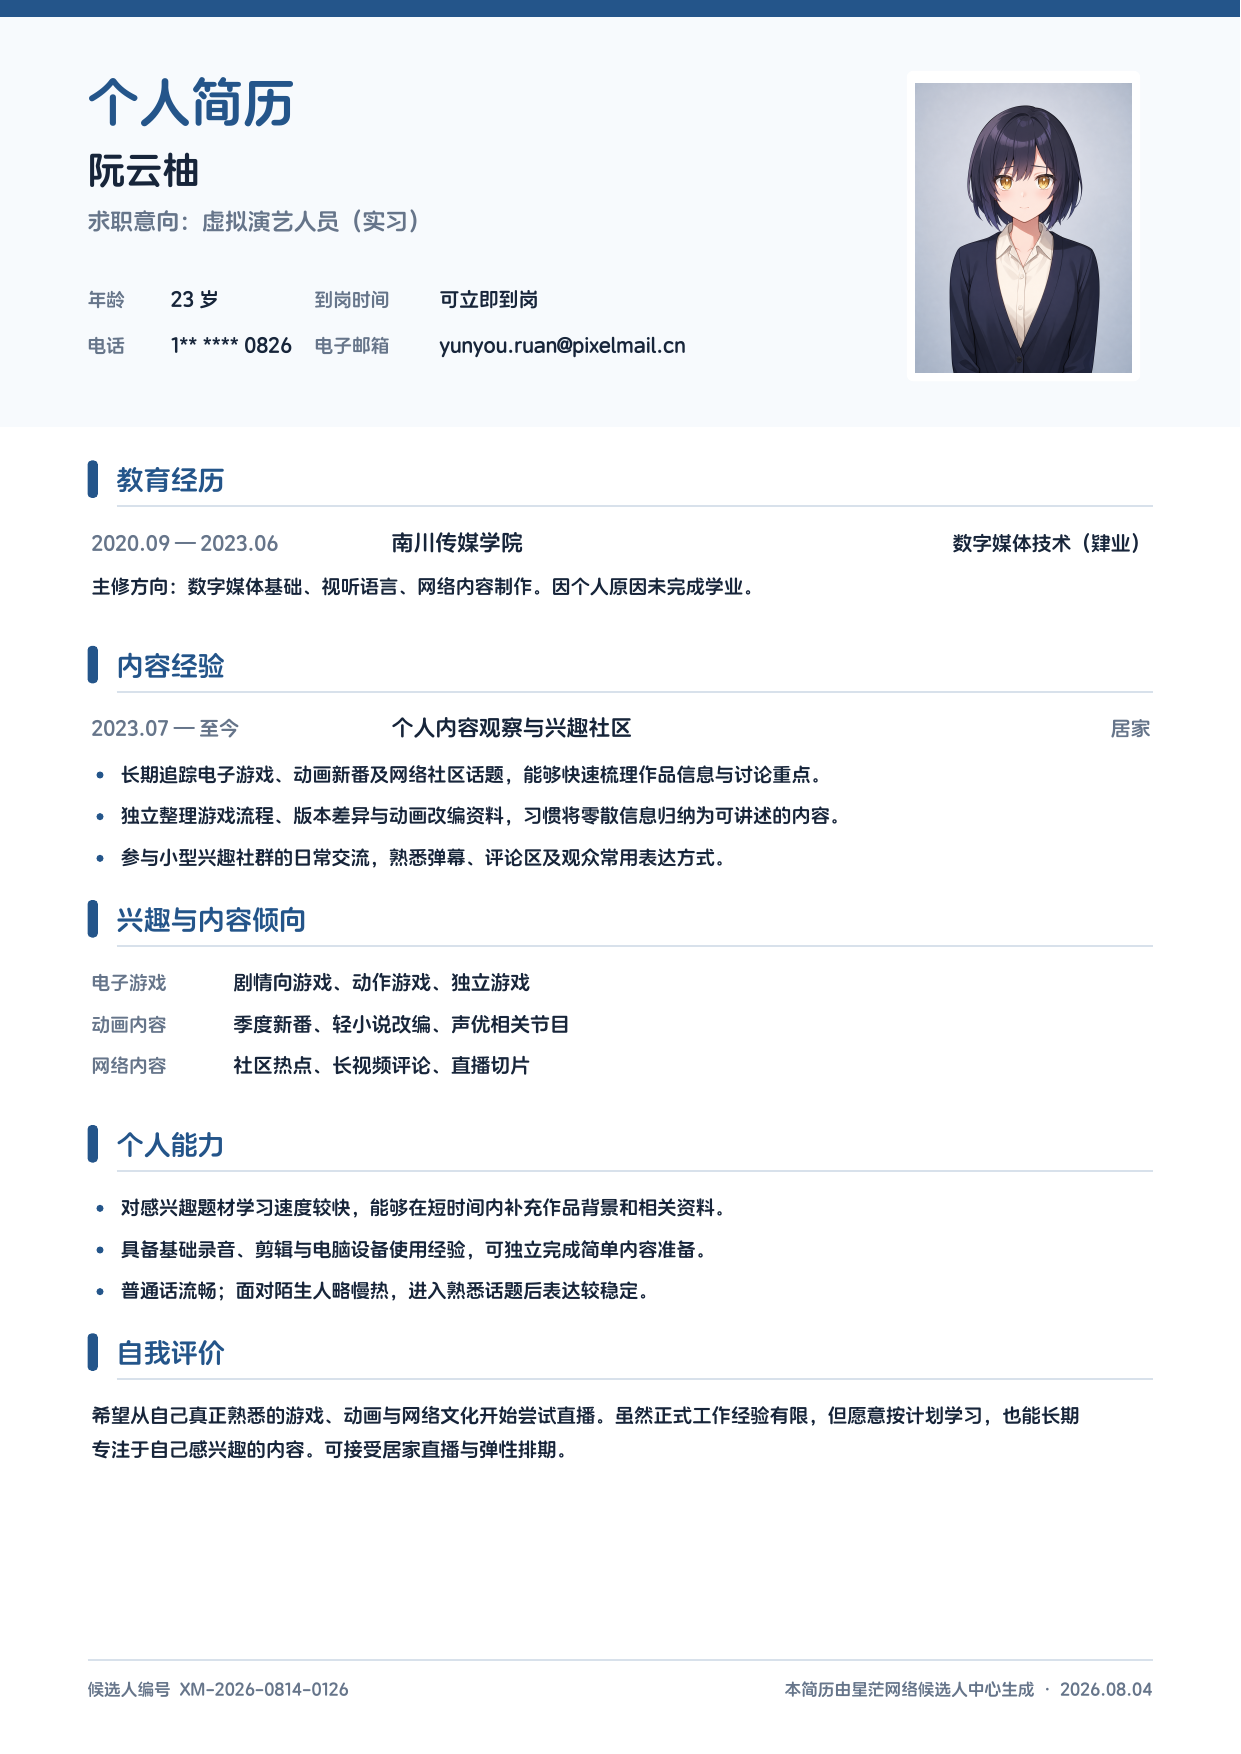 个人简历
阮云柚
求职意向：虚拟演艺人员（实习）
年龄 23 岁 到岗时间 可立即到岗
电话 1** **** 0826 电子邮箱 yunyou.ruan@pixelmail.cn
教育经历
2020.09 — 2023.06 南川传媒学院 数字媒体技术（肄业）
主修方向：数字媒体基础、视听语言、网络内容制作。因个人原因未完成学业。
内容经验
2023.07 — 至今 个人内容观察与兴趣社区 居家
• 长期追踪电子游戏、动画新番及网络社区话题，能够快速梳理作品信息与讨论重点。
• 独立整理游戏流程、版本差异与动画改编资料，习惯将零散信息归纳为可讲述的内容。
• 参与小型兴趣社群的日常交流，熟悉弹幕、评论区及观众常用表达方式。
兴趣与内容倾向
电子游戏 剧情向游戏、动作游戏、独立游戏
动画内容 季度新番、轻小说改编、声优相关节目
网络内容 社区热点、长视频评论、直播切片
个人能力
• 对感兴趣题材学习速度较快，能够在短时间内补充作品背景和相关资料。
• 具备基础录音、剪辑与电脑设备使用经验，可独立完成简单内容准备。
• 普通话流畅；面对陌生人略慢热，进入熟悉话题后表达较稳定。
自我评价
希望从自己真正熟悉的游戏、动画与网络文化开始尝试直播。虽然正式工作经验有限，但愿意按计划学习，也能长期
专注于自己感兴趣的内容。可接受居家直播与弹性排期。
候选人编号 XM-2026-0814-0126 本简历由星茫网络候选人中心生成 · 2026.08.04